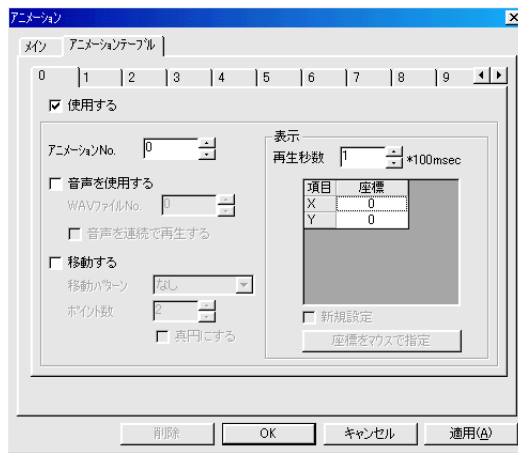 アニメーション
メイン アニメーションテーブル
0 1 2 3 4 5 6 7 8 9
使用する
アニメーションNo. 0
音声を使用する
WAVファイルNo. 0
音声を連続で再生する
移動する
移動パターン なし
ポイント数 2
真円にする
表示
再生秒数 1 *100msec
項目 座標
X 0
Y 0
新規設定
座標をマウスで指定
削除 OK キャンセル 適用(A)